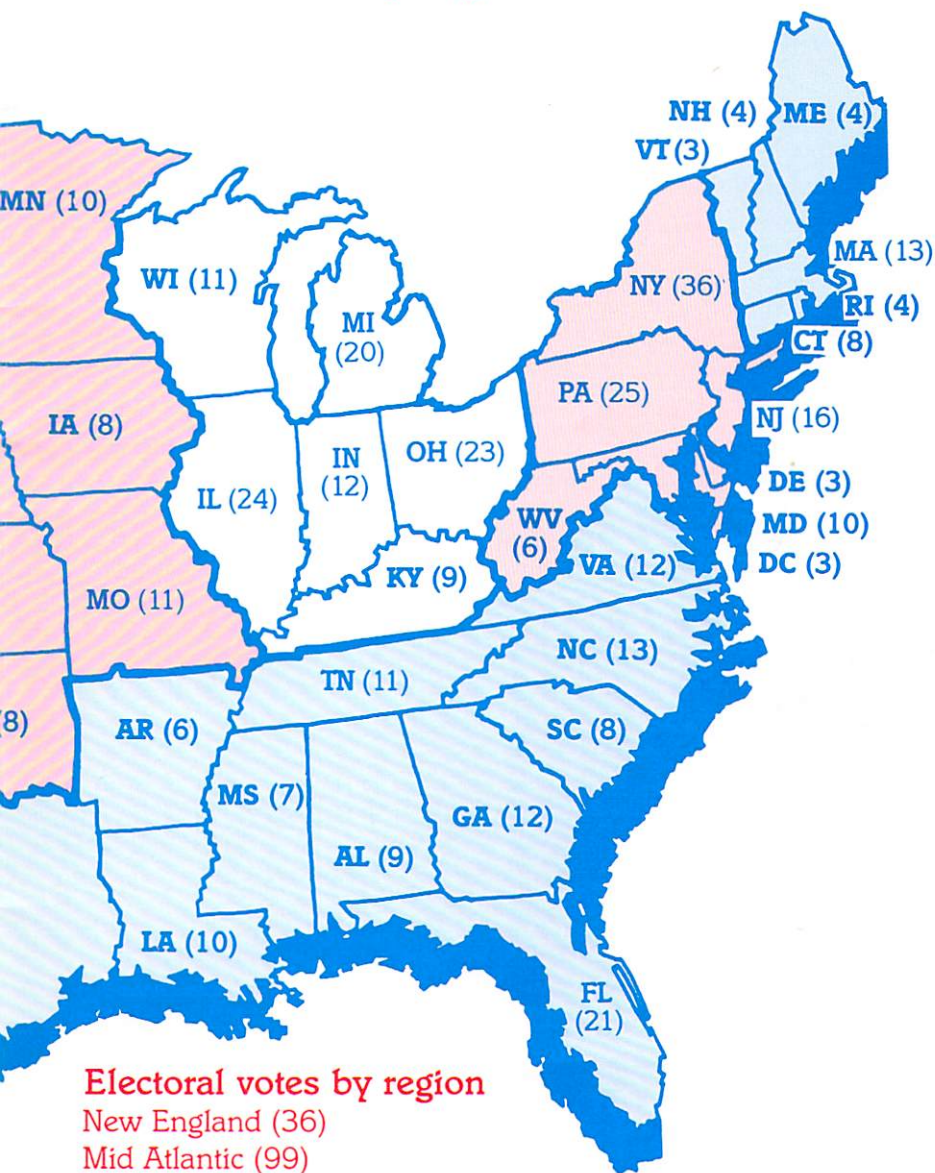 NH (4)
ME (4)
VT (3)
MN (10)
WI (11)
MI
(20)
NY (36)
MA (13)
RI (4)
CT (8)
IA (8)
PA (25)
NJ (16)
IL (24)
IN
(12)
OH (23)
DE (3)
WV
(6)
MD (10)
KY (9)
VA (12)
DC (3)
MO (11)
NC (13)
TN (11)
(8)
AR (6)
SC (8)
MS (7)
GA (12)
AL (9)
LA (10)
FL
(21)
Electoral votes by region
New England (36)
Mid Atlantic (99)